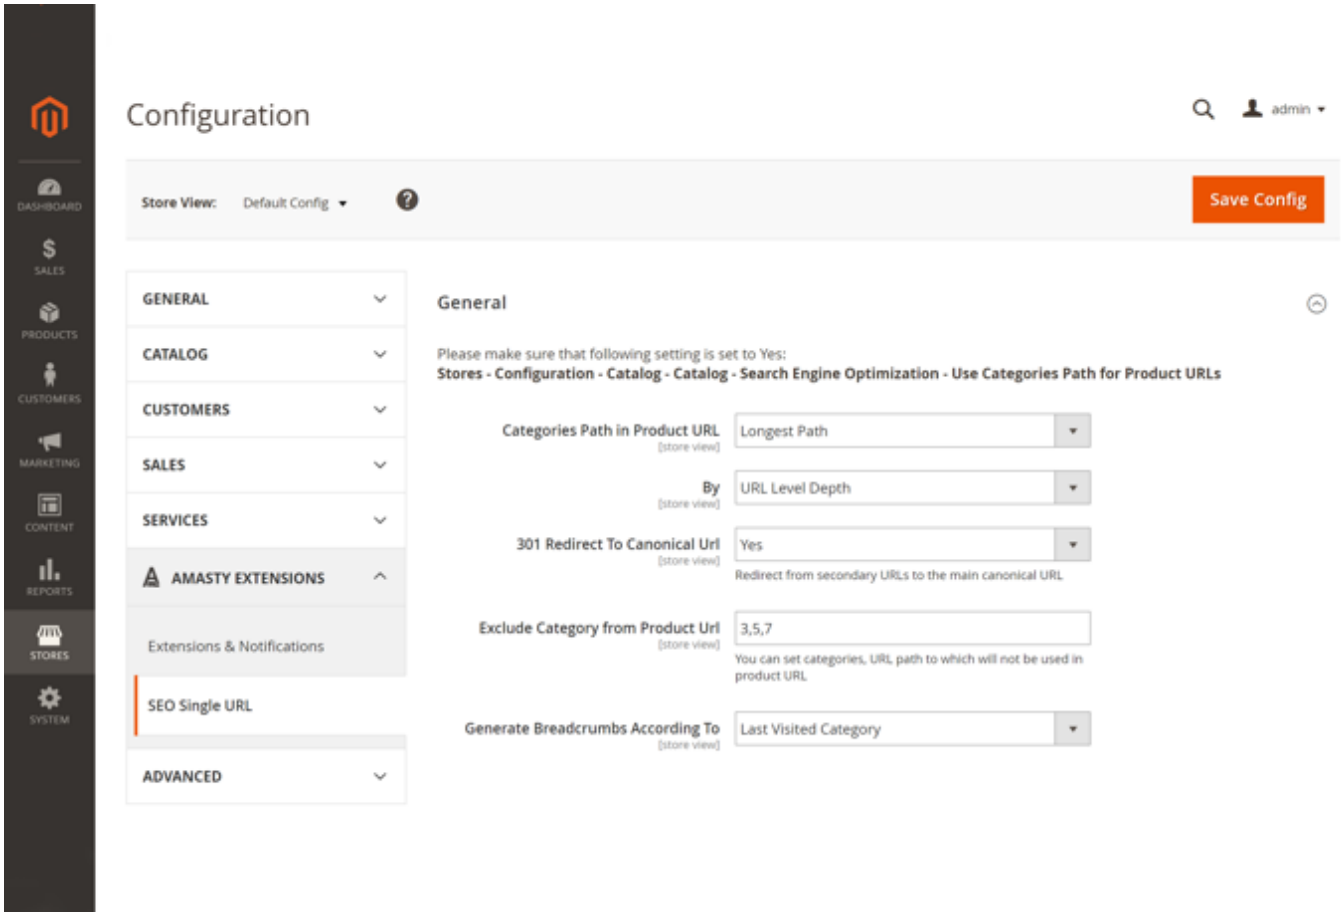 Configuration
admin
Store View: Default Config
?
Save Config
DASHBOARD
$
SALES
PRODUCTS
CUSTOMERS
MARKETING
CONTENT
REPORTS
STORES
SYSTEM
GENERAL
CATALOG
CUSTOMERS
SALES
SERVICES
AMASTY EXTENSIONS
Extensions & Notifications
SEO Single URL
ADVANCED
General
Please make sure that following setting is set to Yes:
Stores - Configuration - Catalog - Catalog - Search Engine Optimization - Use Categories Path for Product URLs
Categories Path in Product URL Longest Path
[store view]
By URL Level Depth
[store view]
301 Redirect To Canonical Url Yes
[store view]
Redirect from secondary URLs to the main canonical URL
Exclude Category from Product Url 3,5,7
[store view]
You can set categories, URL path to which will not be used in
product URL
Generate Breadcrumbs According To Last Visited Category
[store view]